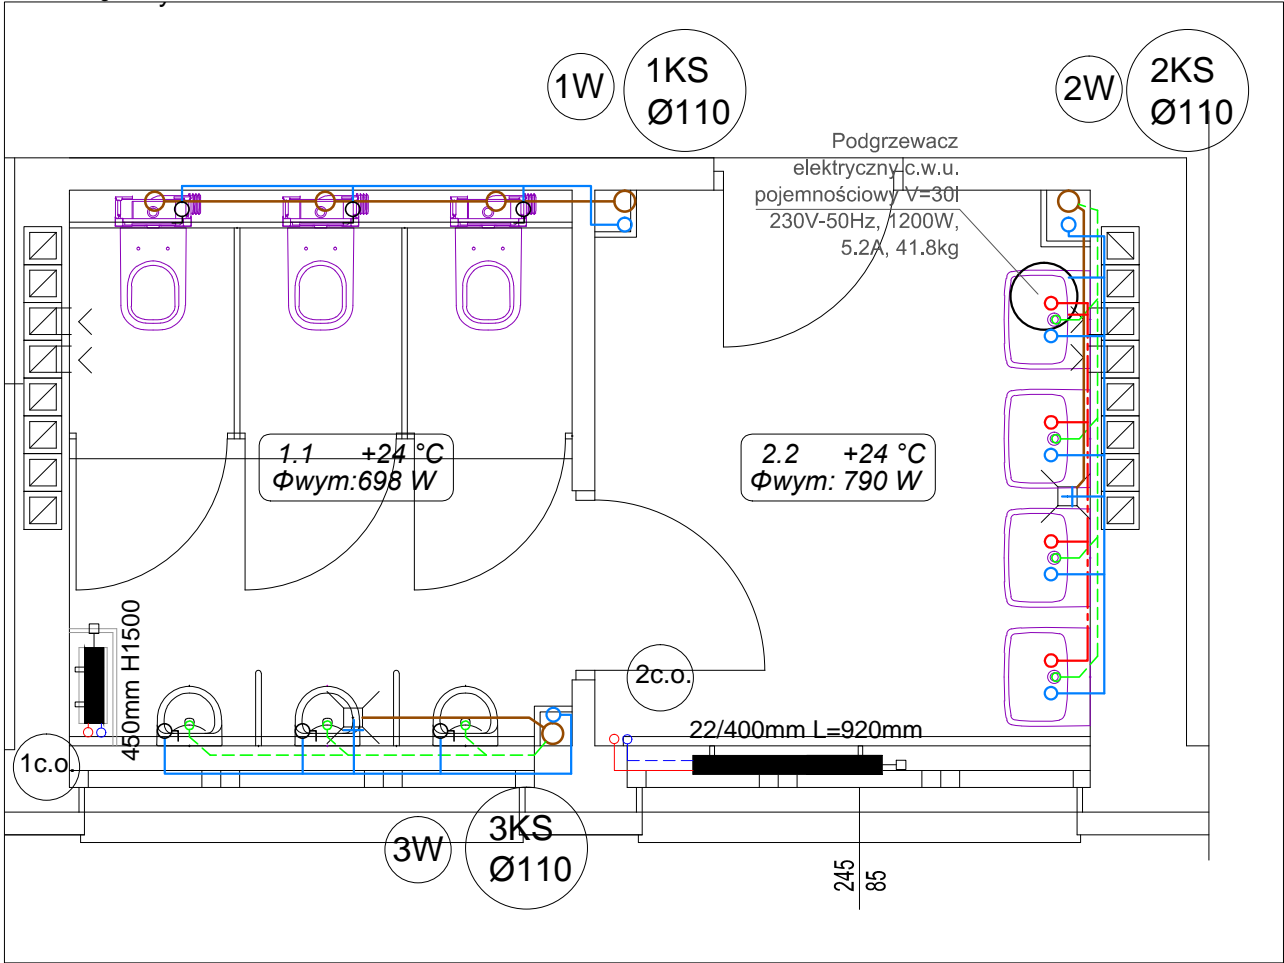 1W
1KS
Ø110
2W
2KS
Ø110
Podgrzewacz
elektryczny c.w.u.
pojemnościowy V=30l
230V-50Hz, 1200W,
5.2A, 41.8kg
1.1 +24 °C
Φwym:698 W
2.2 +24 °C
Φwym: 790 W
450mm H1500
2c.o.
22/400mm L=920mm
1c.o.
3W
3KS
Ø110
245
85